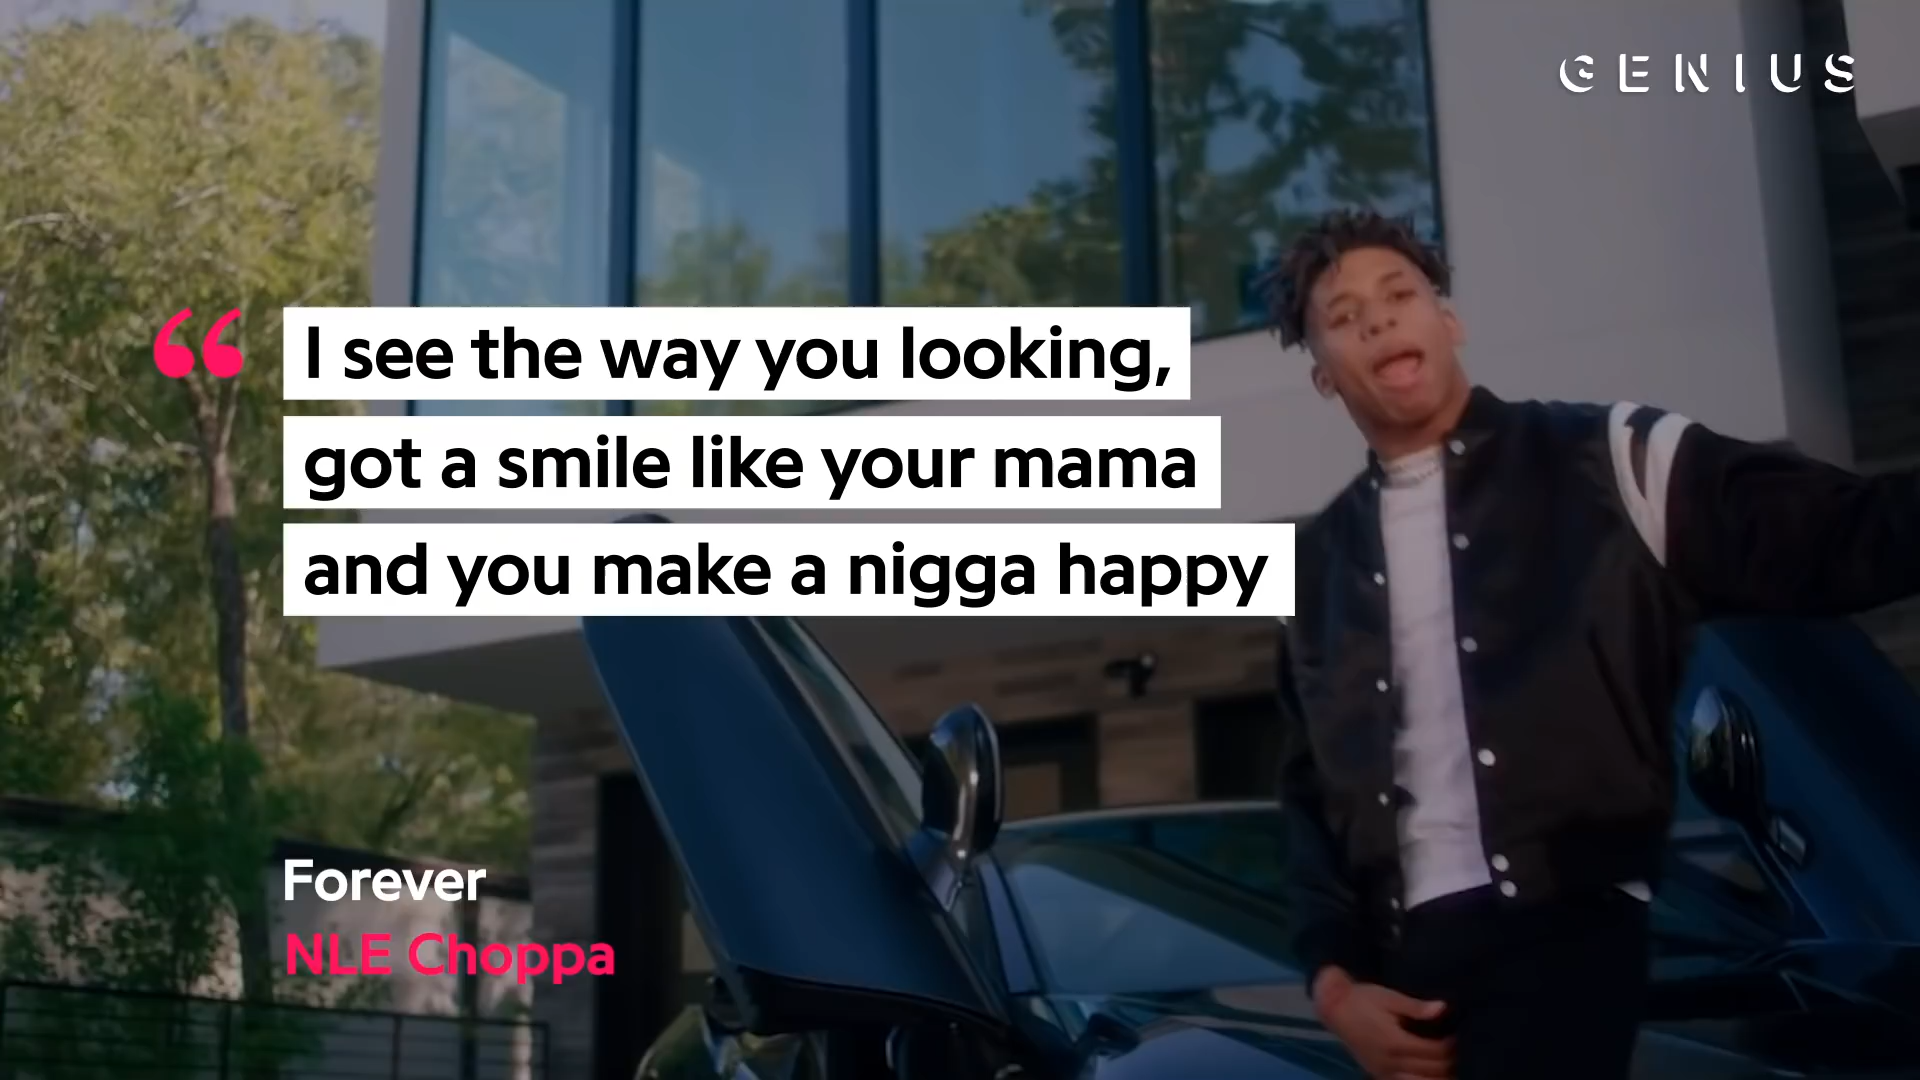 GENIUS
I see the way you looking,
got a smile like your mama
and you make a nigga happy
Forever
NLE Choppa